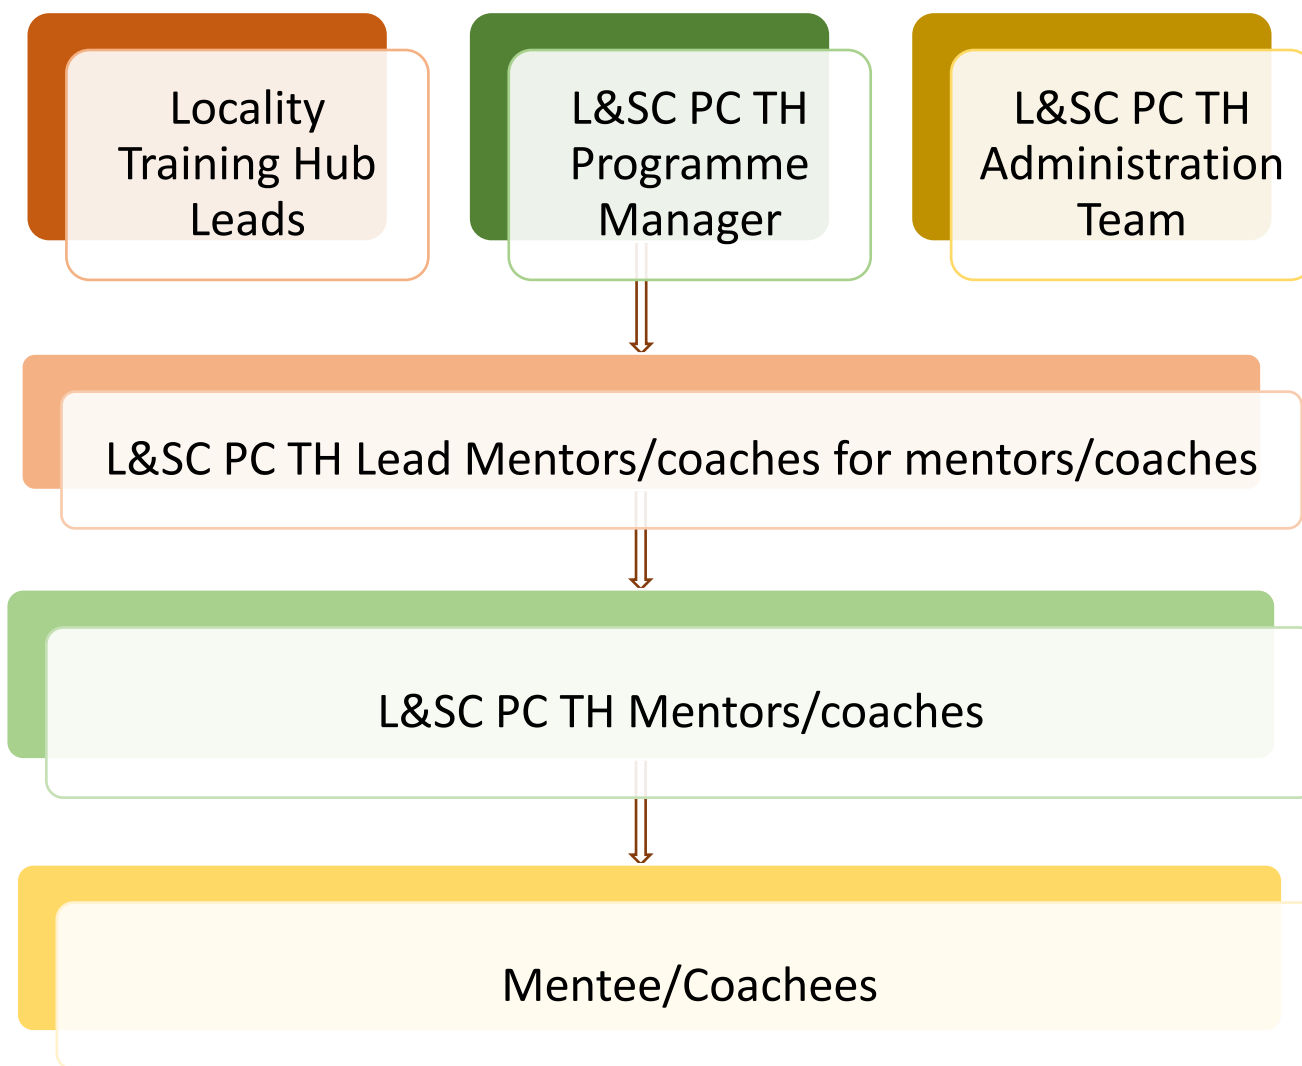 Locality
Training Hub
Leads
L&SC PC TH
Programme
Manager
L&SC PC TH
Administration
Team
L&SC PC TH Lead Mentors/coaches for mentors/coaches
L&SC PC TH Mentors/coaches
Mentee/Coachees